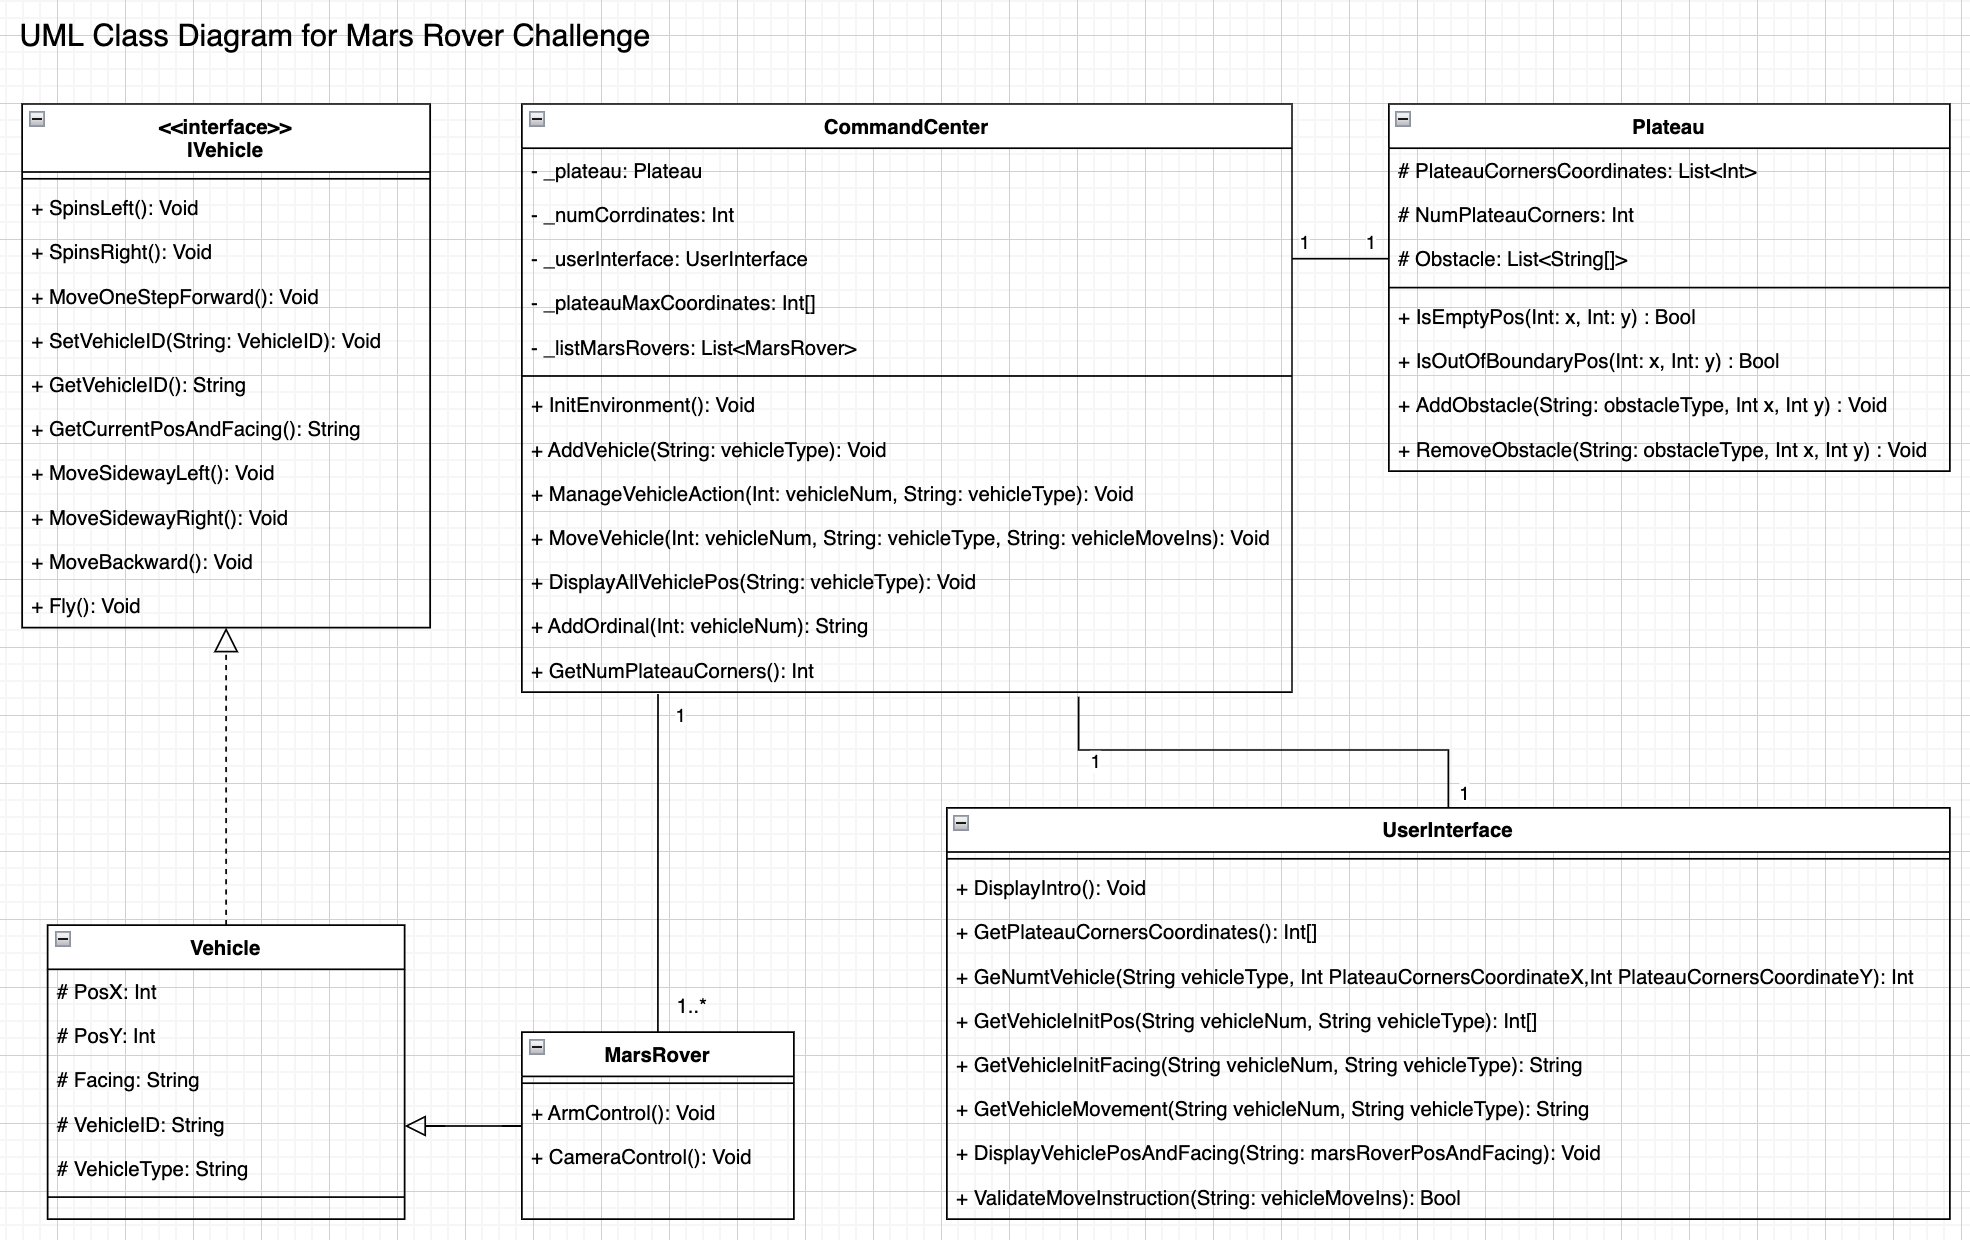 UML Class Diagram for Mars Rover Challenge
<<interface>>
IVehicle
+ SpinsLeft(): Void
+ SpinsRight(): Void
+ MoveOneStepForward(): Void
+ SetVehicleID(String: VehicleID): Void
+ GetVehicleID(): String
+ GetCurrentPosAndFacing(): String
+ MoveSidewayLeft(): Void
+ MoveSidewayRight(): Void
+ MoveBackward(): Void
+ Fly(): Void
CommandCenter
- _plateau: Plateau
- _numCorrdinates: Int
- _userInterface: UserInterface
- _plateauMaxCoordinates: Int[]
- _listMarsRovers: List<MarsRover>
+ InitEnvironment(): Void
+ AddVehicle(String: vehicleType): Void
+ ManageVehicleAction(Int: vehicleNum, String: vehicleType): Void
+ MoveVehicle(Int: vehicleNum, String: vehicleType, String: vehicleMoveIns): Void
+ DisplayAllVehiclePos(String: vehicleType): Void
+ AddOrdinal(Int: vehicleNum): String
+ GetNumPlateauCorners(): Int
1
1
Plateau
# PlateauCornersCoordinates: List<Int>
# NumPlateauCorners: Int
# Obstacle: List<String[]>
+ IsEmptyPos(Int: x, Int: y) : Bool
+ IsOutOfBoundaryPos(Int: x, Int: y) : Bool
+ AddObstacle(String: obstacleType, Int x, Int y) : Void
+ RemoveObstacle(String: obstacleType, Int x, Int y) : Void
1
1..*
1
1
Vehicle
# PosX: Int
# PosY: Int
# Facing: String
# VehicleID: String
# VehicleType: String
MarsRover
+ ArmControl(): Void
+ CameraControl(): Void
UserInterface
+ DisplayIntro(): Void
+ GetPlateauCornersCoordinates(): Int[]
+ GeNumtVehicle(String vehicleType, Int PlateauCornersCoordinateX,Int PlateauCornersCoordinateY): Int
+ GetVehicleInitPos(String vehicleNum, String vehicleType): Int[]
+ GetVehicleInitFacing(String vehicleNum, String vehicleType): String
+ GetVehicleMovement(String vehicleNum, String vehicleType): String
+ DisplayVehiclePosAndFacing(String: marsRoverPosAndFacing): Void
+ ValidateMoveInstruction(String: vehicleMoveIns): Bool